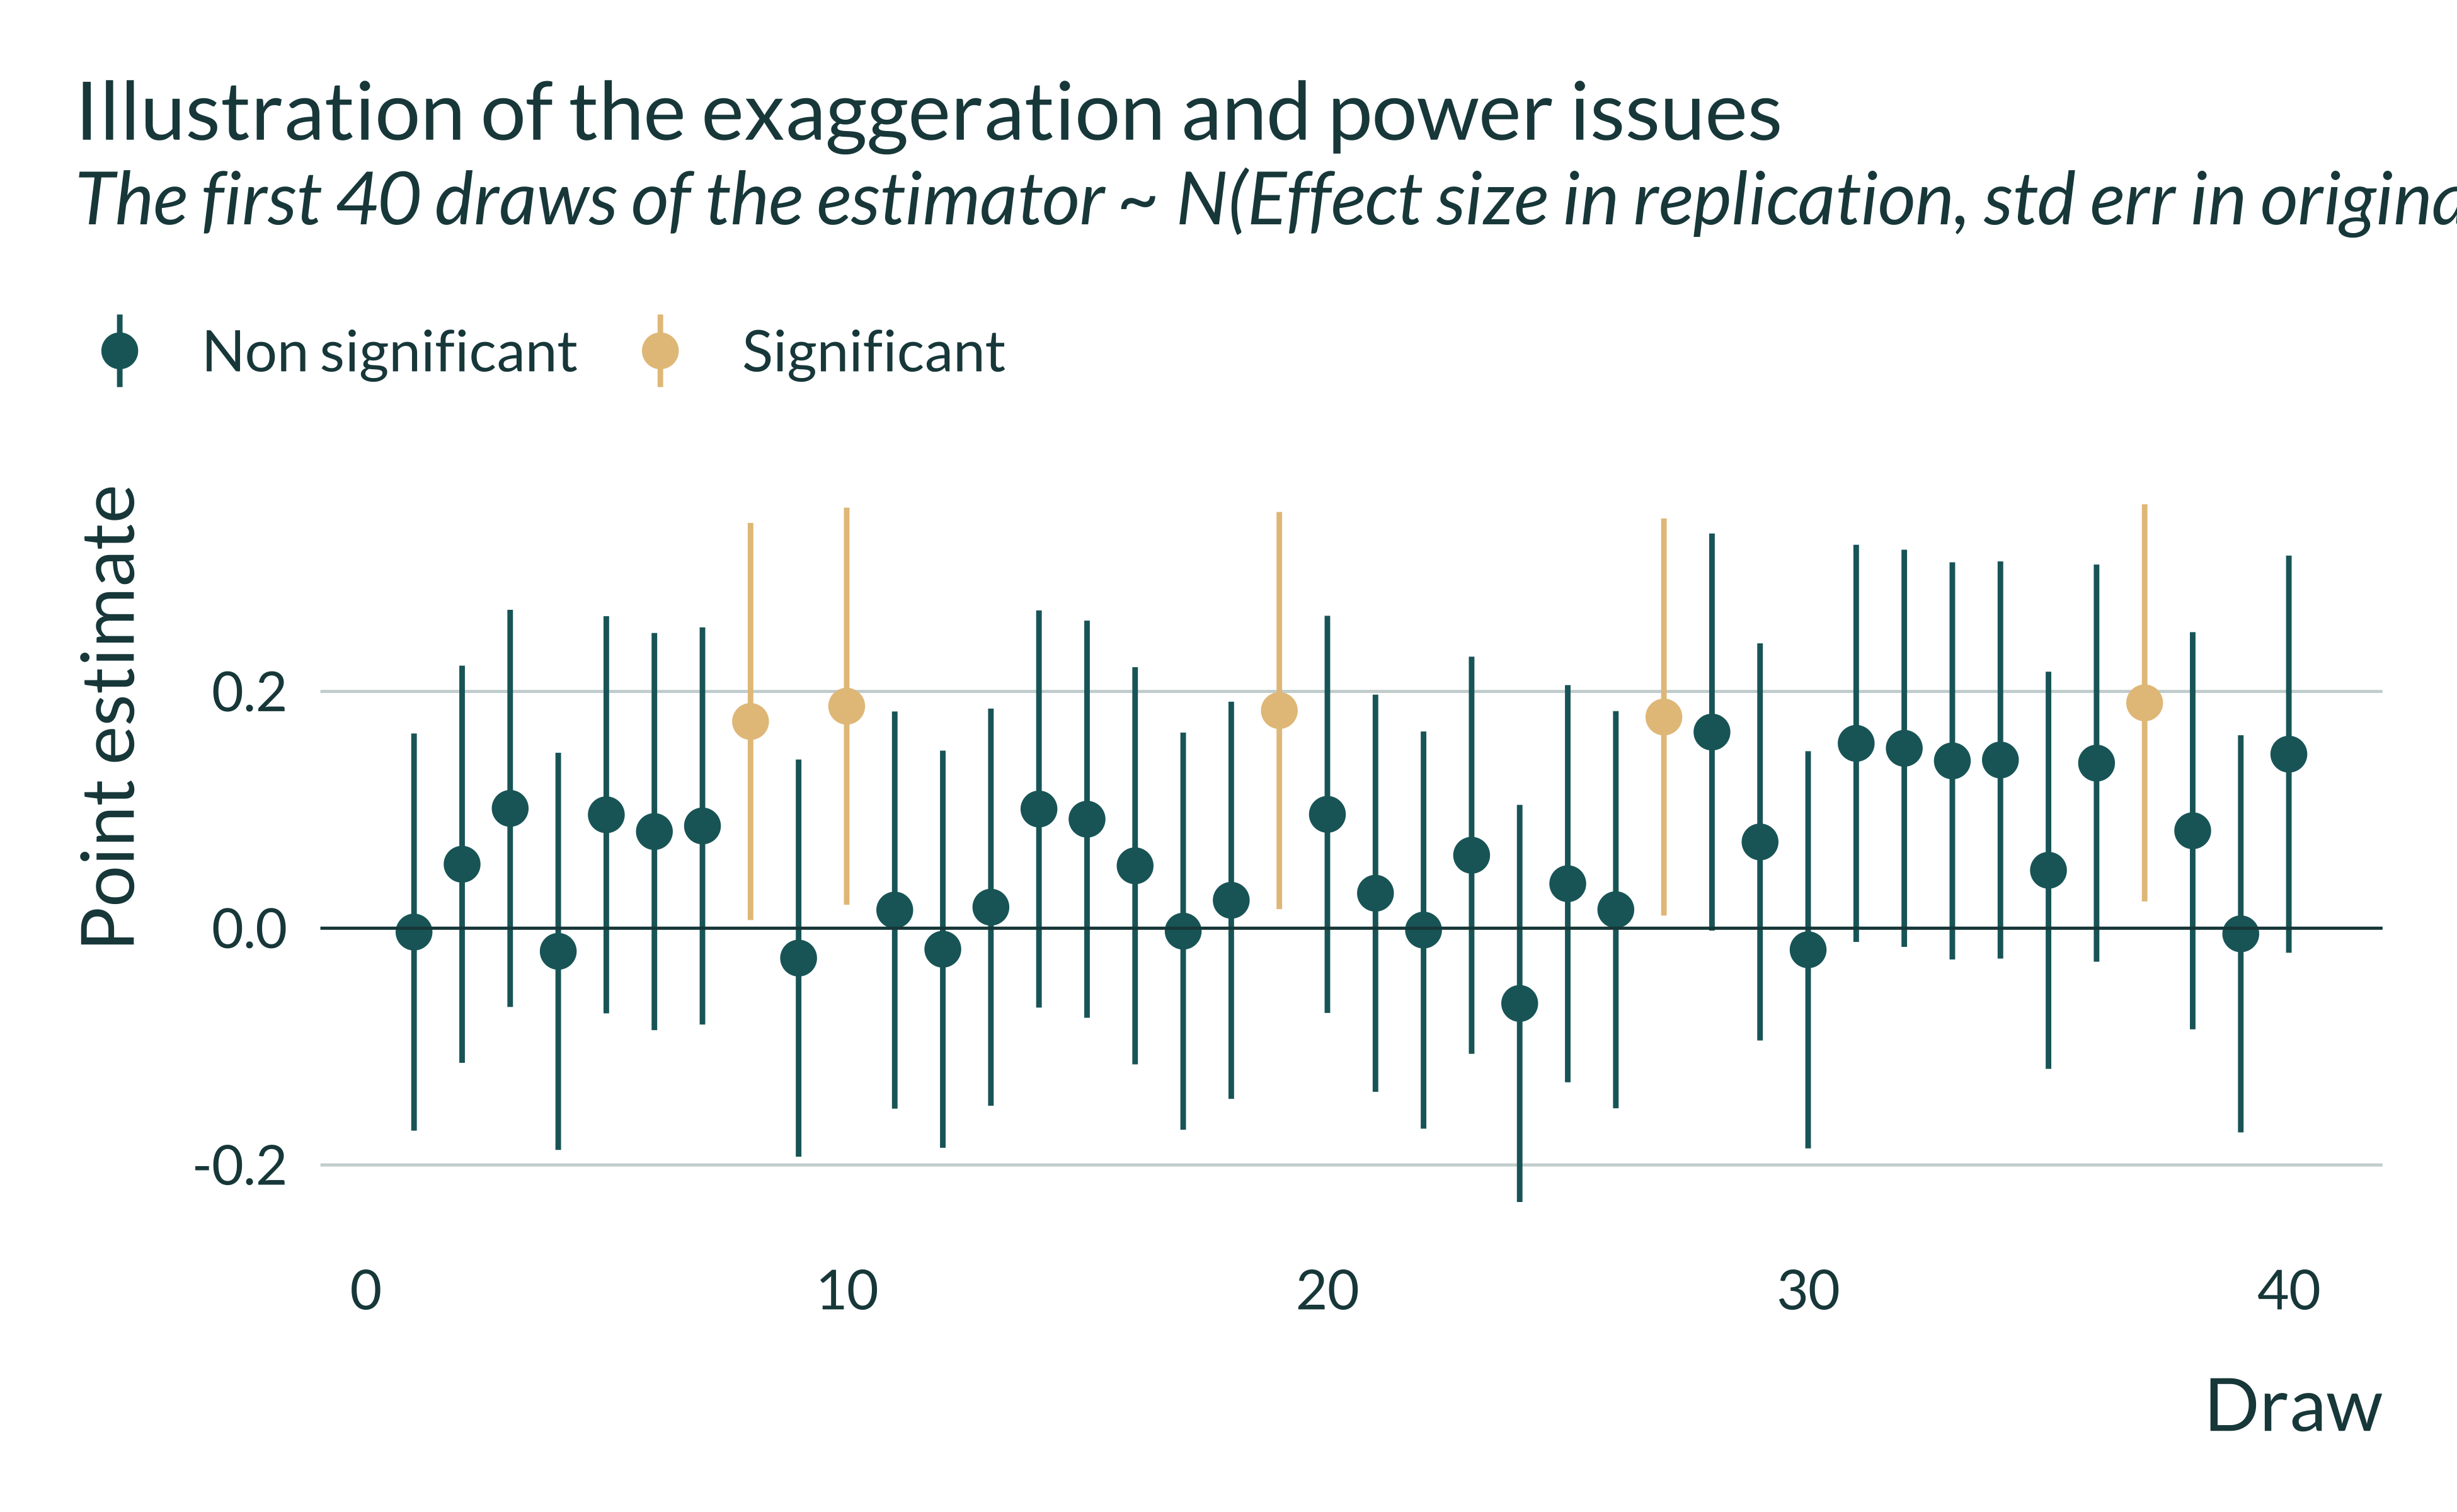 Illustration of the exaggeration and power issues
The first 40 draws of the estimator ~ N(Effect size in replication, std err in
Non significant
Significant
Point estimate
0.2
0.0
-0.2
0
10
20
30
40
Draw